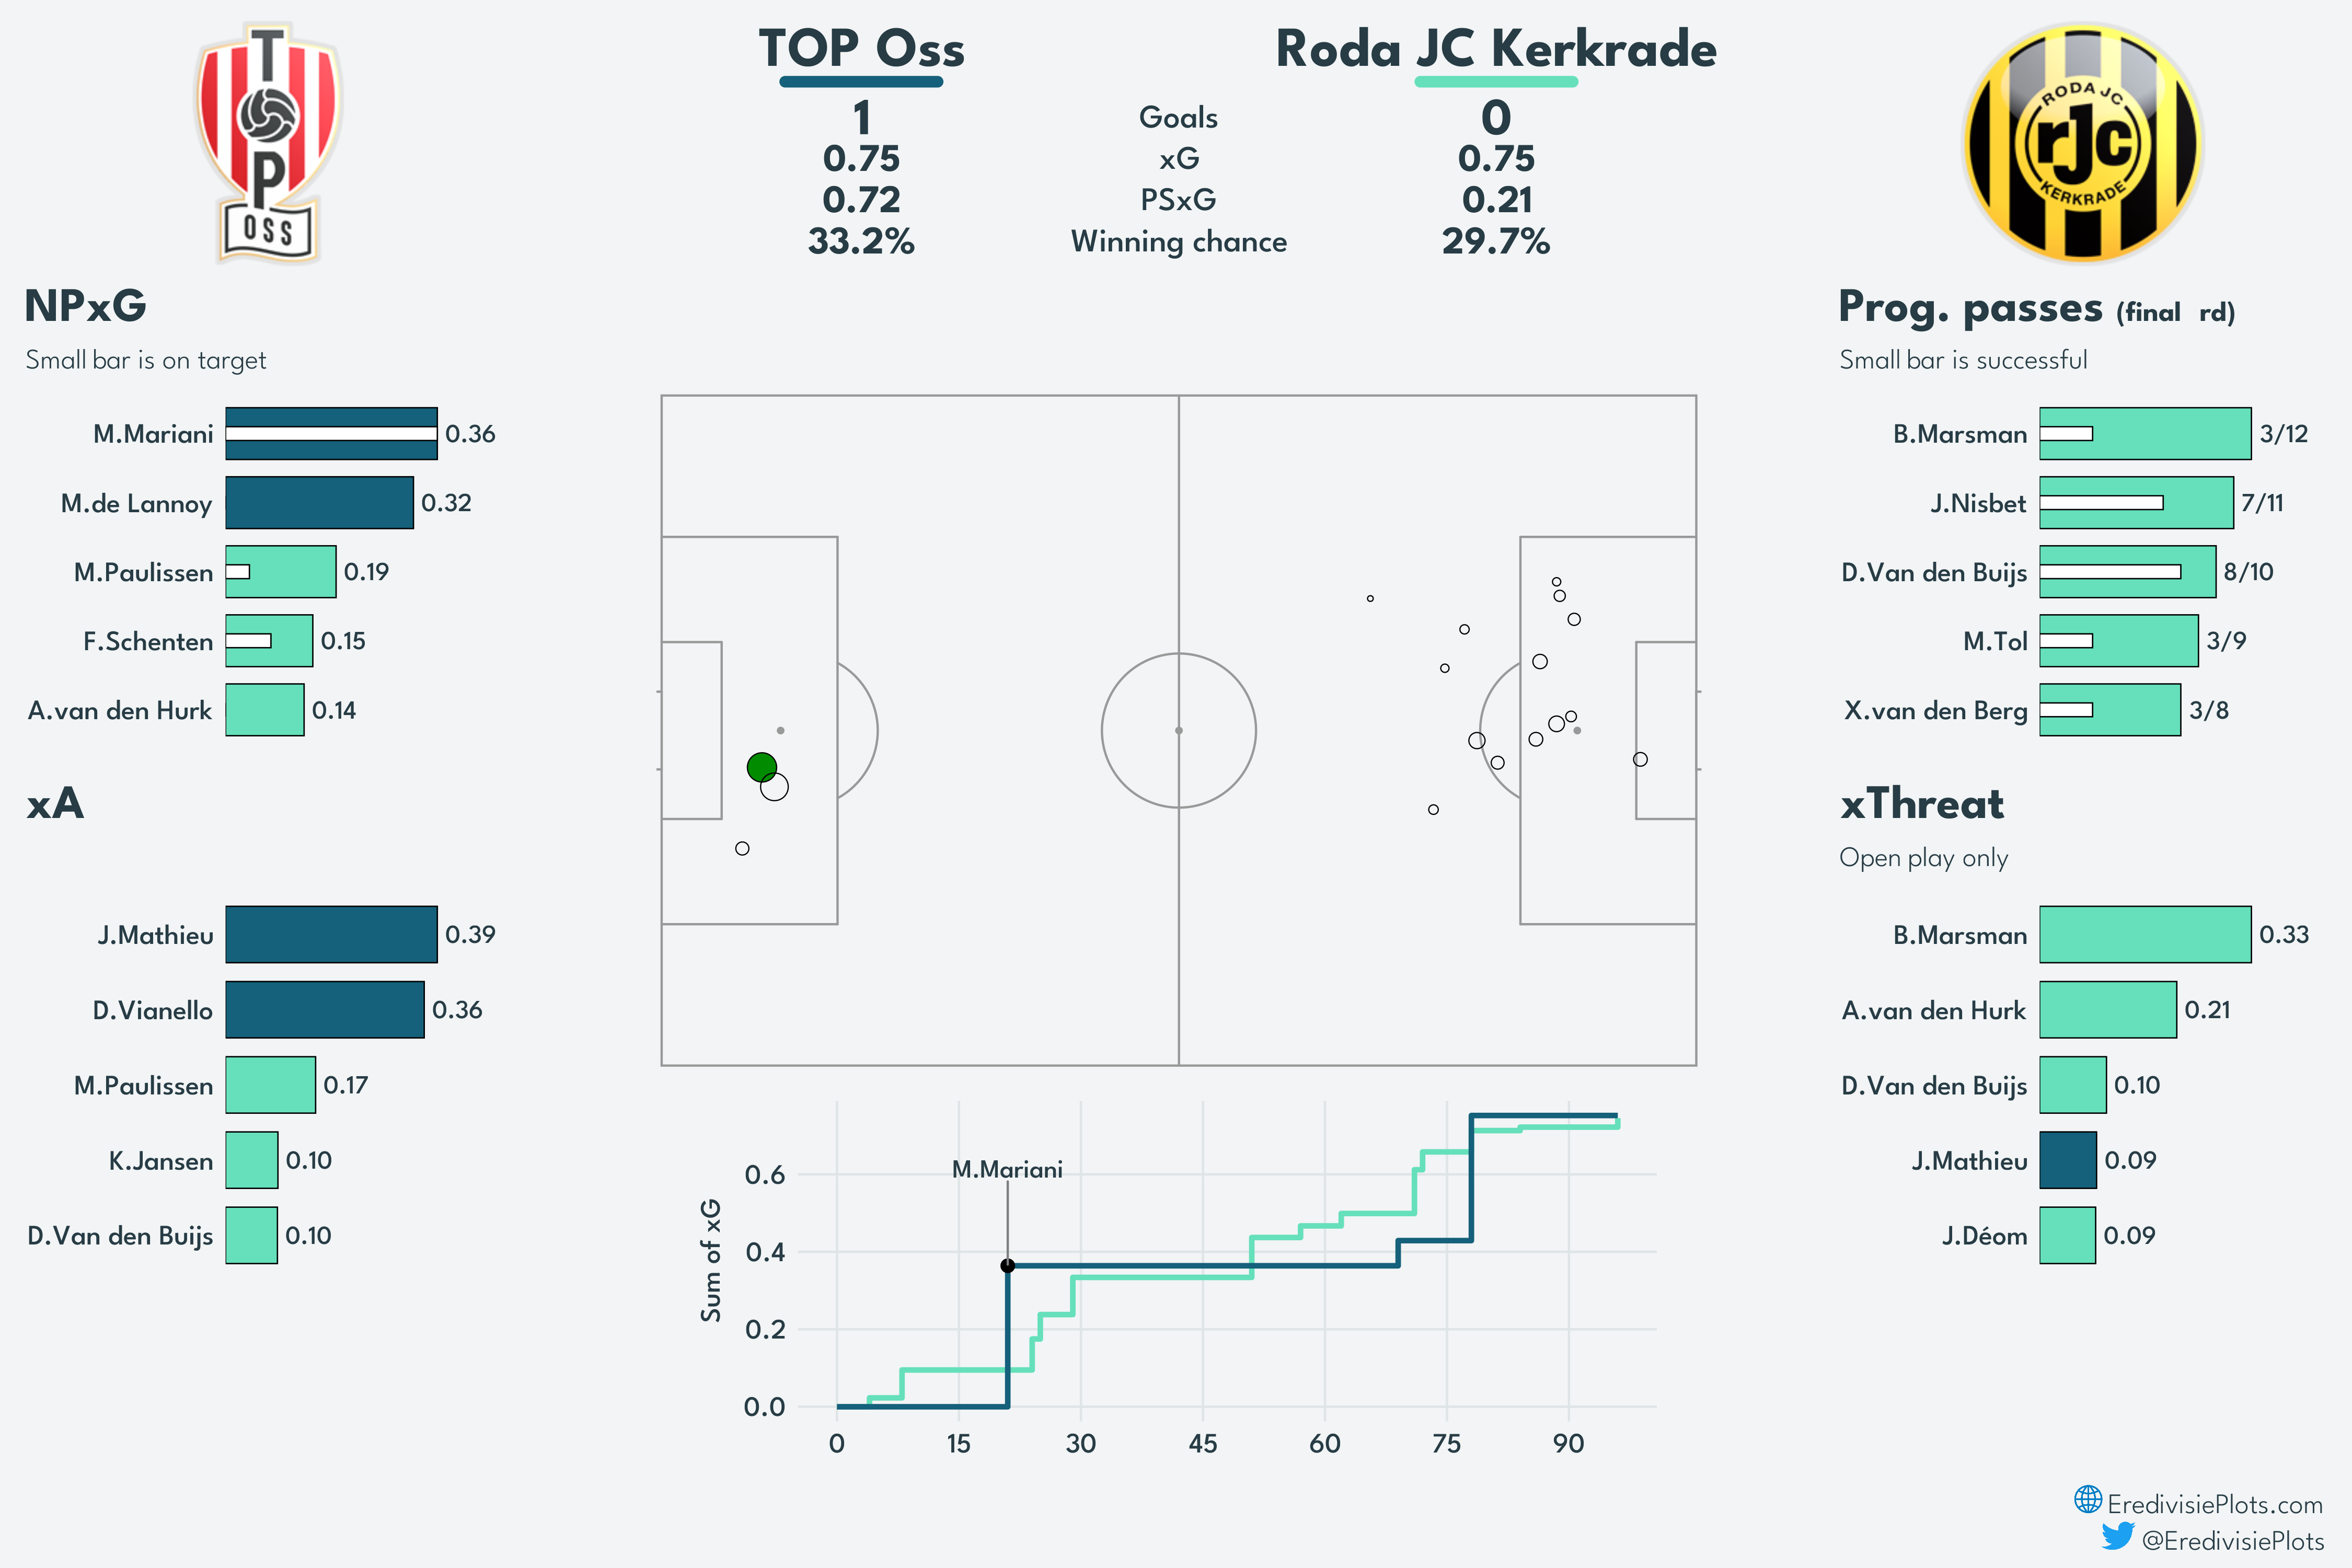 T
O
P
OSS
TOP Oss
Roda JC Kerkrade
1 Goals 0
0.75 xG 0.75
0.72 PSxG 0.21
33.2% Winning chance 29.7%
RODA JC
rJc
KERKRADE
NPxG
Small bar is on target
M.Mariani 0.36
M.de Lannoy 0.32
M.Paulissen 0.19
F.Schenten 0.15
A.van den Hurk 0.14
xA
J.Mathieu 0.39
D.Vianello 0.36
M.Paulissen 0.17
K.Jansen 0.10
D.Van den Buijs 0.10
M.Mariani
Sum of xG
0.6
0.4
0.2
0.0
0 15 30 45 60 75 90
Prog. passes (final rd)
Small bar is successful
B.Marsman 3/12
J.Nisbet 7/11
D.Van den Buijs 8/10
M.Tol 3/9
X.van den Berg 3/8
xThreat
Open play only
B.Marsman 0.33
A.van den Hurk 0.21
D.Van den Buijs 0.10
J.Mathieu 0.09
J.Déom 0.09
EredivisiePlots.com
@EredivisiePlots